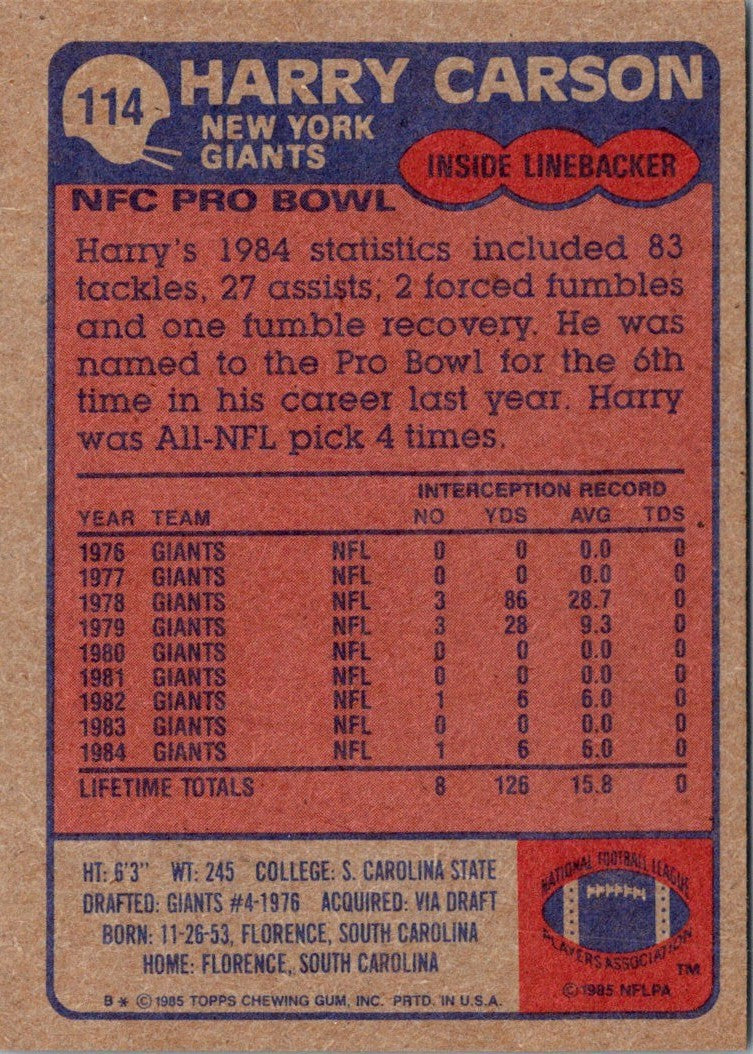 114
HARRY CARSON
NEW YORK
GIANTS
INSIDE LINEBACKER
NFC PRO BOWL
Harry's 1984 statistics included 83
tackles, 27 assists, 2 forced fumbles
and one fumble recovery. He was
named to the Pro Bowl for the 6th
time in his career last year. Harry
was All-NFL pick 4 times.
INTERCEPTION RECORD
YEAR TEAM NO YDS AVG TDS
1976 GIANTS NFL 0 0 0.0 0
1977 GIANTS NFL 0 0 0.0 0
1978 GIANTS NFL 3 86 28.7 0
1979 GIANTS NFL 3 28 9.3 0
1980 GIANTS NFL 0 0 0.0 0
1981 GIANTS NFL 0 0 0.0 0
1982 GIANTS NFL 1 6 6.0 0
1983 GIANTS NFL 0 0 0.0 0
1984 GIANTS NFL 1 6 6.0 0
LIFETIME TOTALS 8 126 15.8 0
HT: 6'3" WT: 245 COLLEGE: S. CAROLINA STATE
DRAFTED: GIANTS #4-1976 ACQUIRED: VIA DRAFT
BORN: 11-26-53, FLORENCE, SOUTH CAROLINA
HOME: FLORENCE, SOUTH CAROLINA
B * © 1985 TOPPS CHEWING GUM, INC. PRTD. IN U.S.A.
NATIONAL FOOTBALL LEAGUE
PLAYERS ASSOCIATION
TM
© 1985 NFLPA